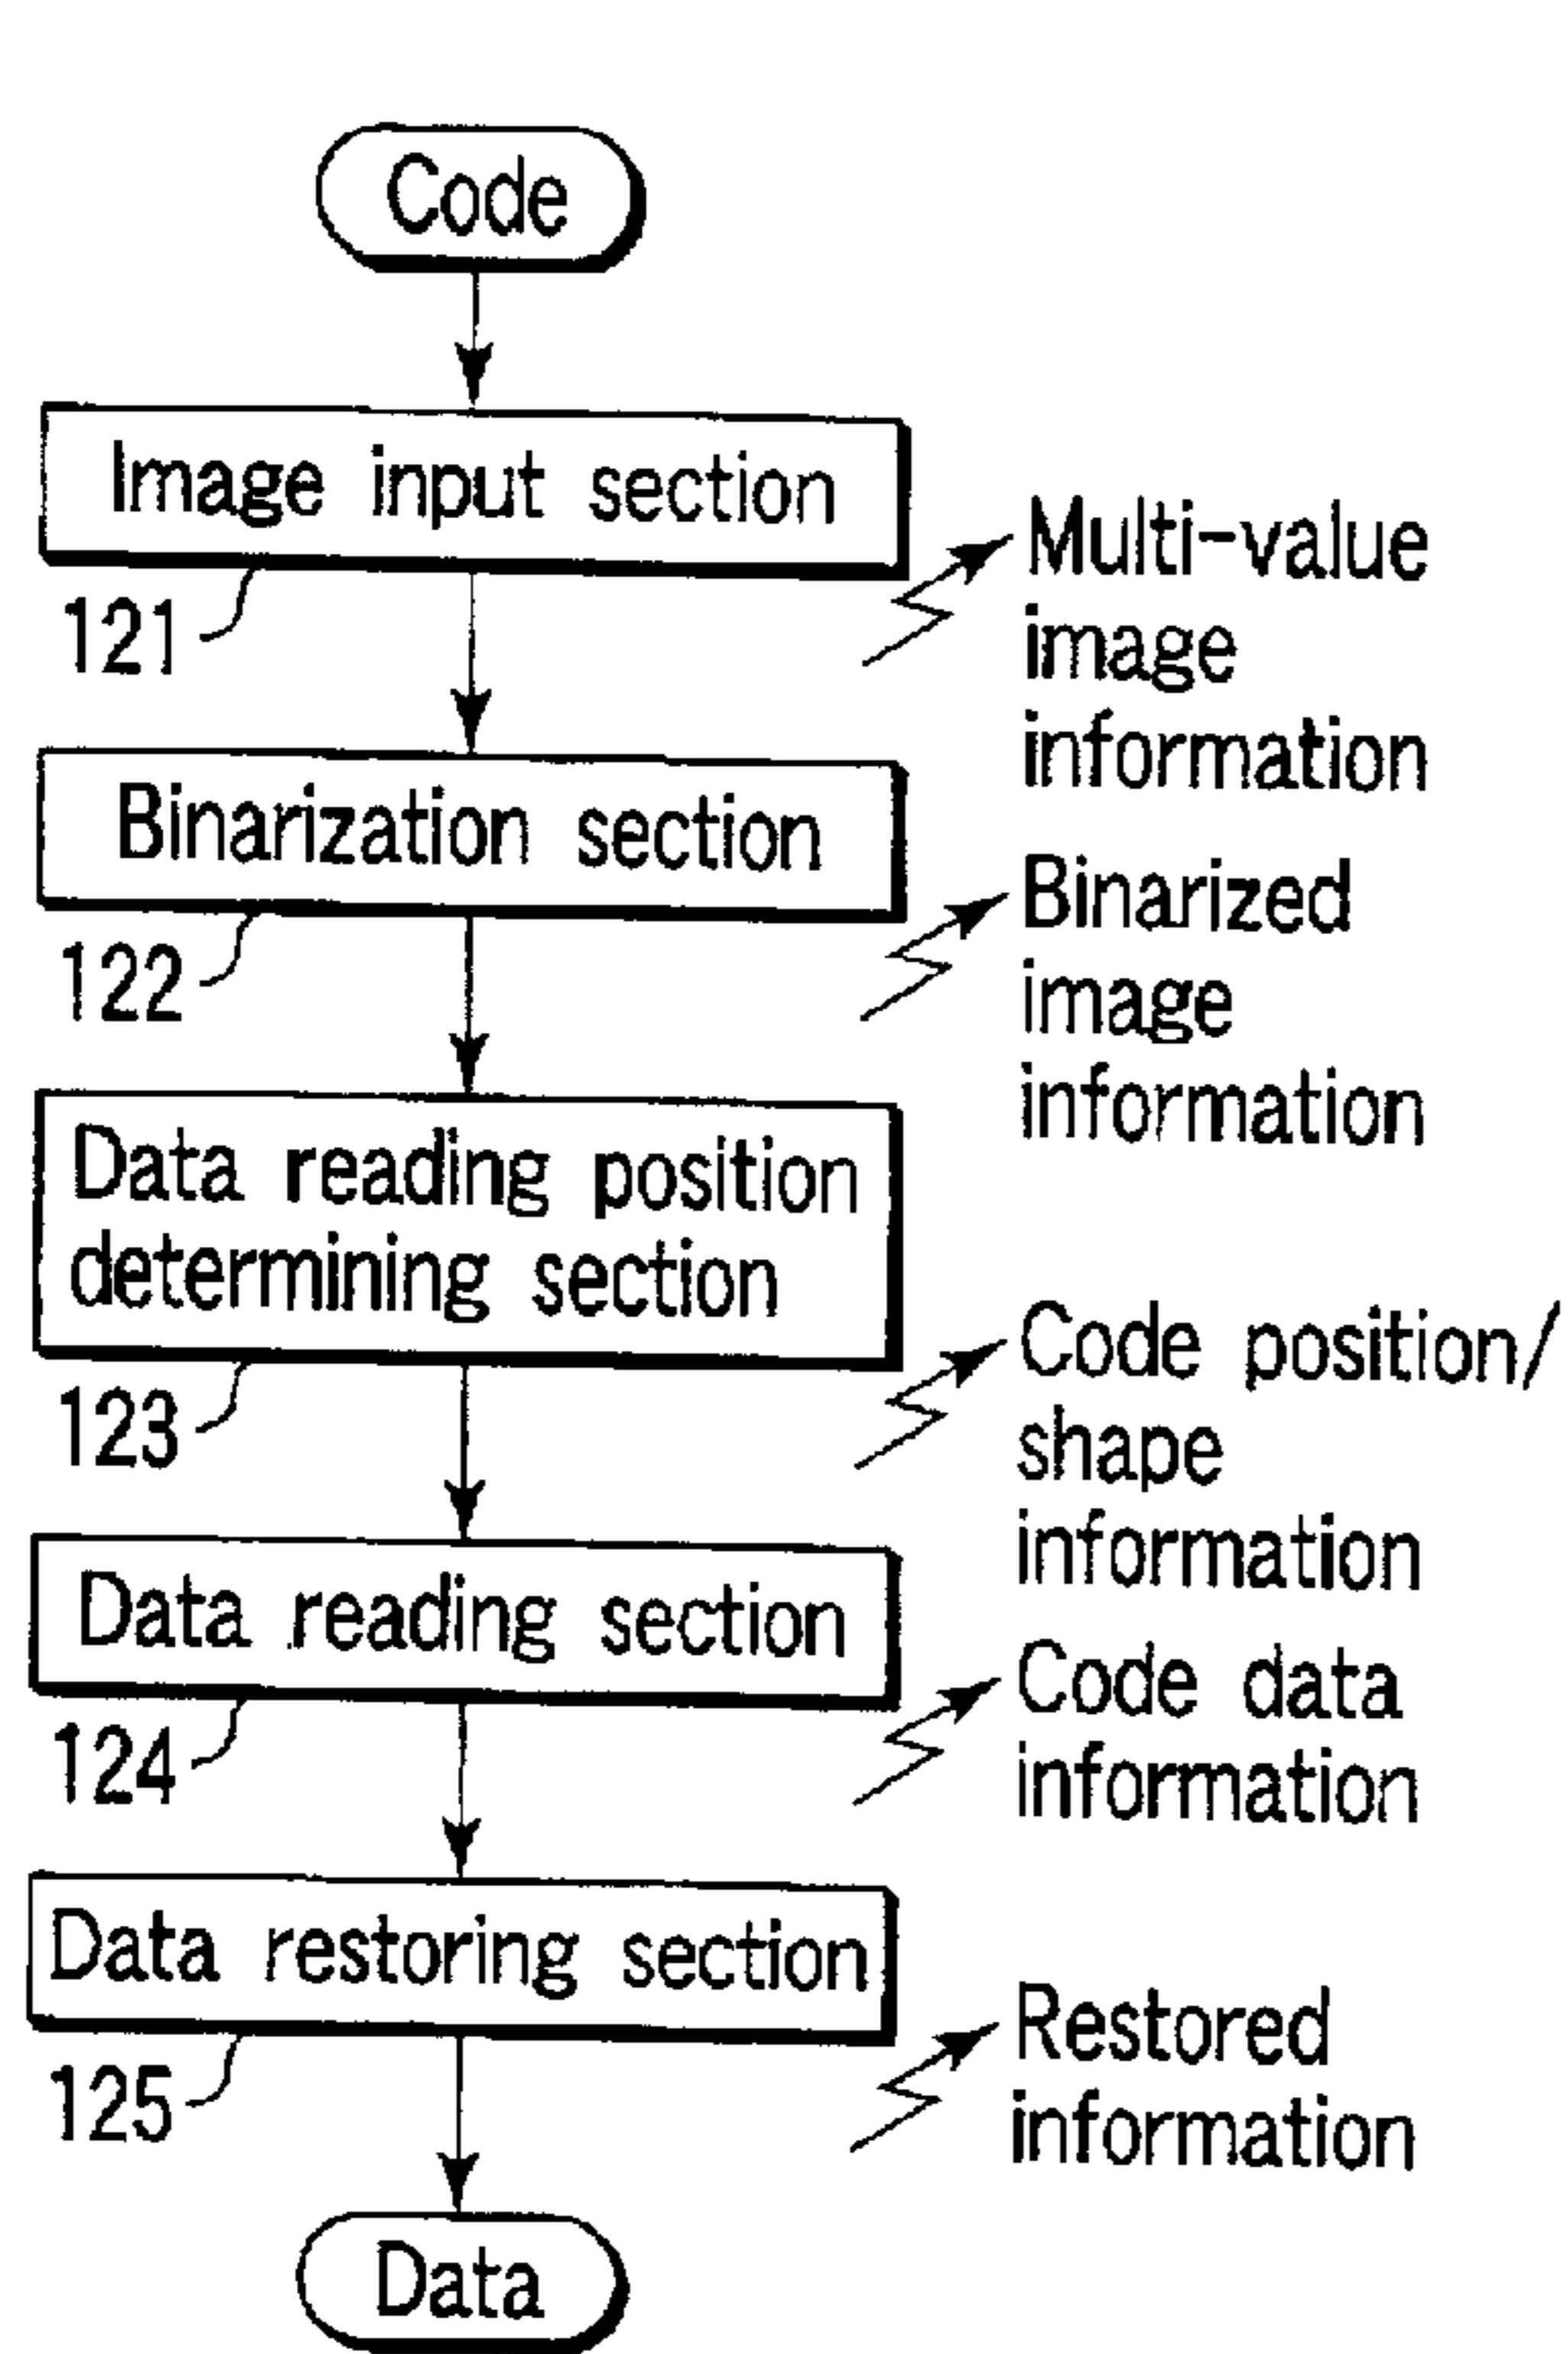 Code
Image input section
121
Multi-value
image
information
Binarization section
122
Binarized
image
information
Data reading position
determining section
123
Code position/
shape
information
Data reading section
124
Code data
information
Data restoring section
125
Restored
information
Data